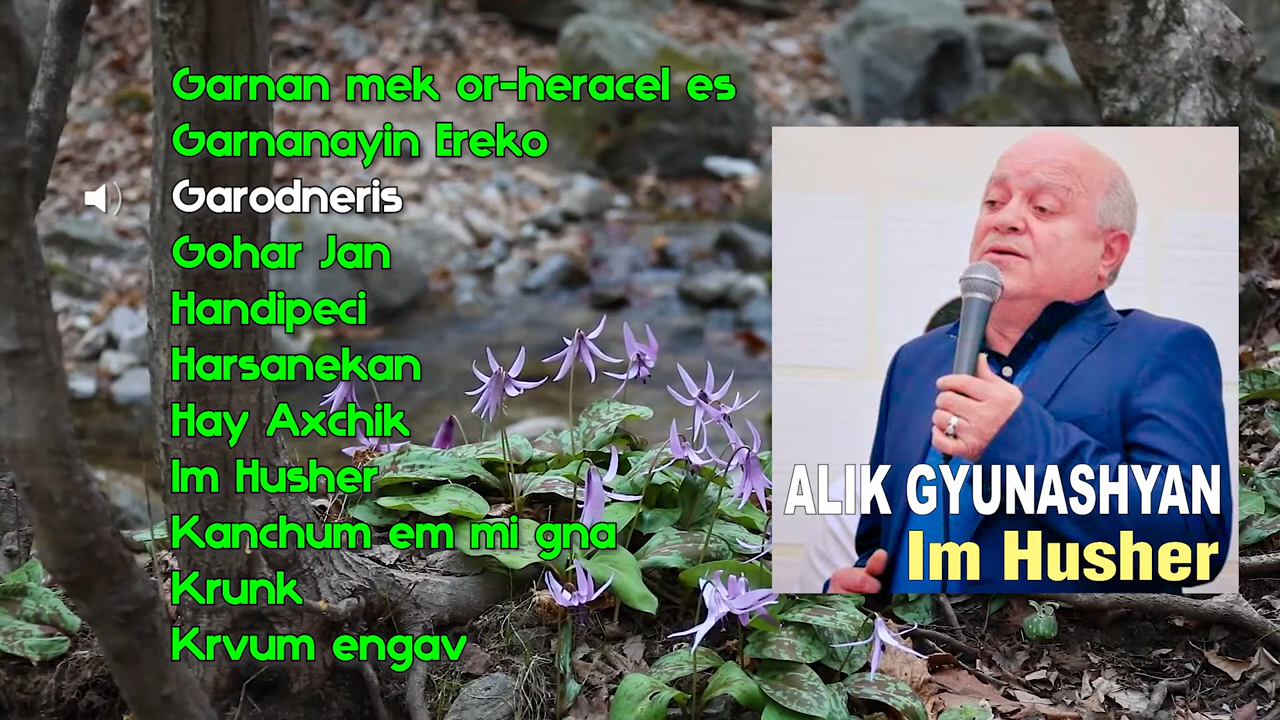 Garnan mek or-heracel es
Garnanayin Ereko
Garodneris
Gohar Jan
Handipeci
Harsanekan
Hay Axchik
Im Husher
Kanchum em mi gna
Krunk
Krvum engav
ALIK GYUNASHYAN
Im Husher